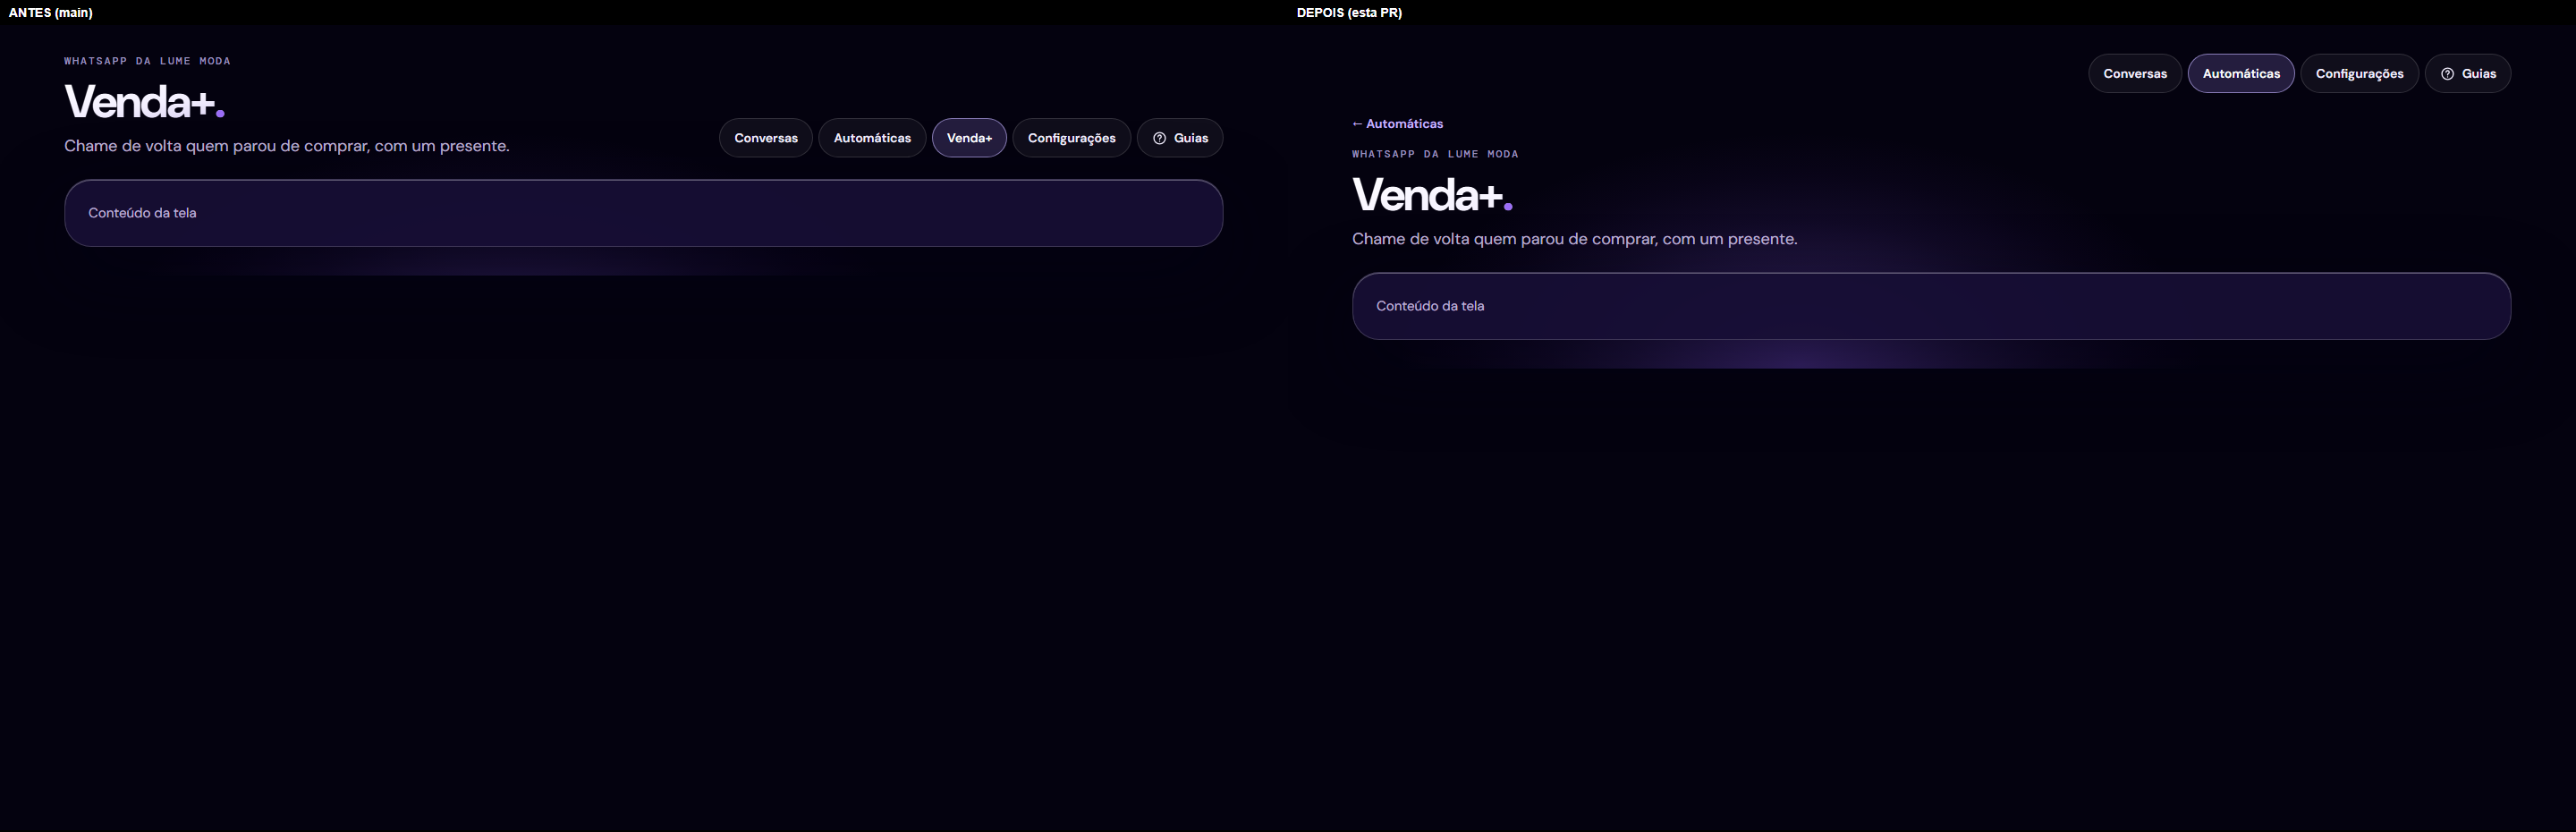 ANTES (main)
WHATSAPP DA LUME MODA
Venda+.
Chame de volta quem parou de comprar, com um presente.
Conversas
Automáticas
Venda+
Configurações
Guias
Conteúdo da tela
DEPOIS (esta PR)
Conversas
Automáticas
Configurações
Guias
← Automáticas
WHATSAPP DA LUME MODA
Venda+.
Chame de volta quem parou de comprar, com um presente.
Conteúdo da tela